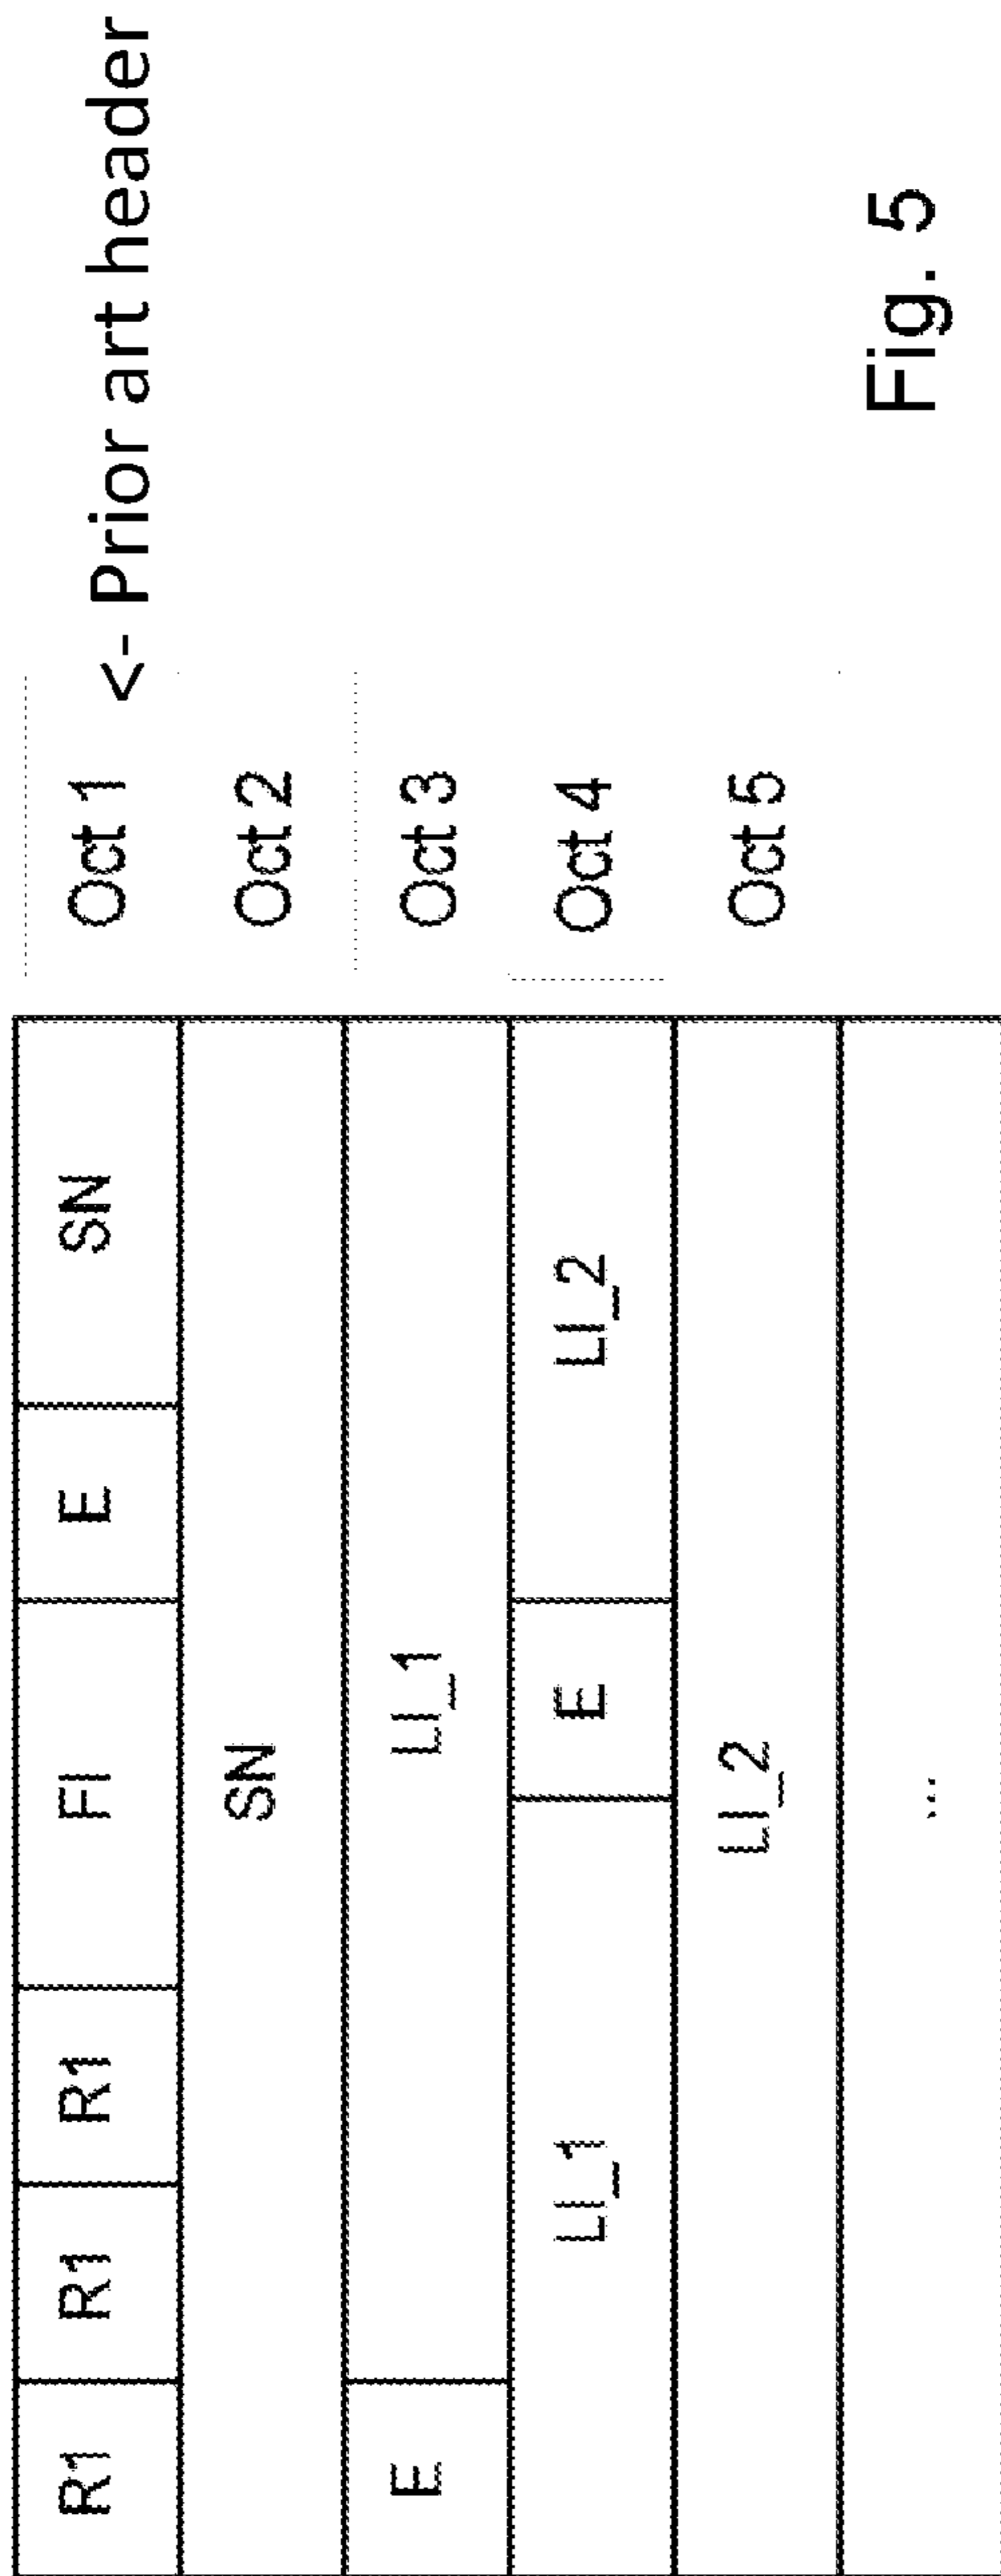 R1 R1 R1 FI E SN Oct 1 <- Prior art header
SN Oct 2
E LI_1 Oct 3
LI_1 E LI_2 Oct 4
LI_2 Oct 5
...
Fig. 5